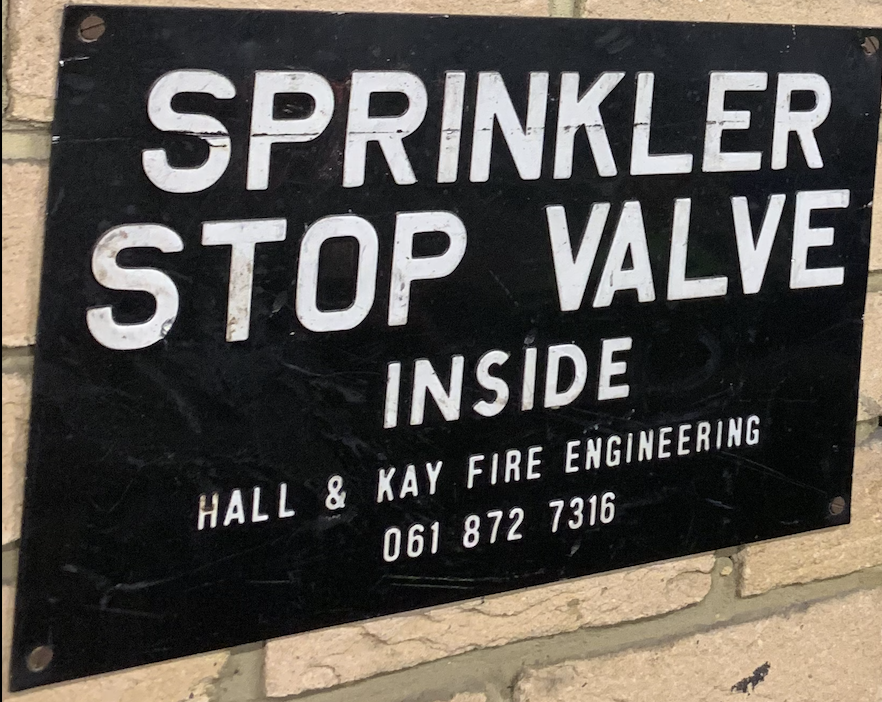 SPRINKLER
STOP VALVE
INSIDE
HALL & KAY FIRE ENGINEERING
061 872 7316